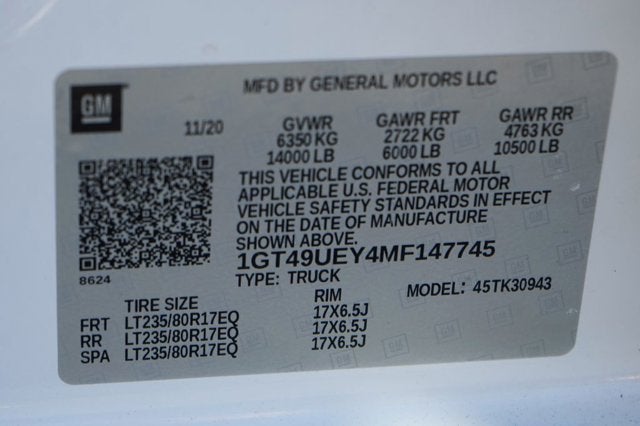 GM
MFD BY GENERAL MOTORS LLC
11/20
GVWR GAWR FRT GAWR RR
6350 KG 2722 KG 4763 KG
14000 LB 6000 LB 10500 LB
THIS VEHICLE CONFORMS TO ALL
APPLICABLE U.S. FEDERAL MOTOR
VEHICLE SAFETY STANDARDS IN EFFECT
ON THE DATE OF MANUFACTURE
SHOWN ABOVE.
8624
1GT49UEY4MF147745
TYPE: TRUCK
MODEL: 45TK30943
TIRE SIZE RIM
FRT LT235/80R17EQ 17X6.5J
RR LT235/80R17EQ 17X6.5J
SPA LT235/80R17EQ 17X6.5J